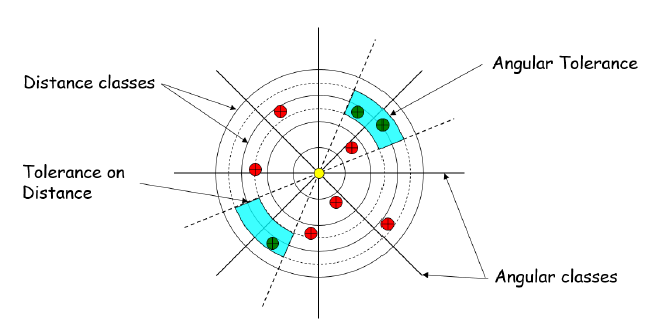 Angular Tolerance
Distance classes
Tolerance on
Distance
Angular classes